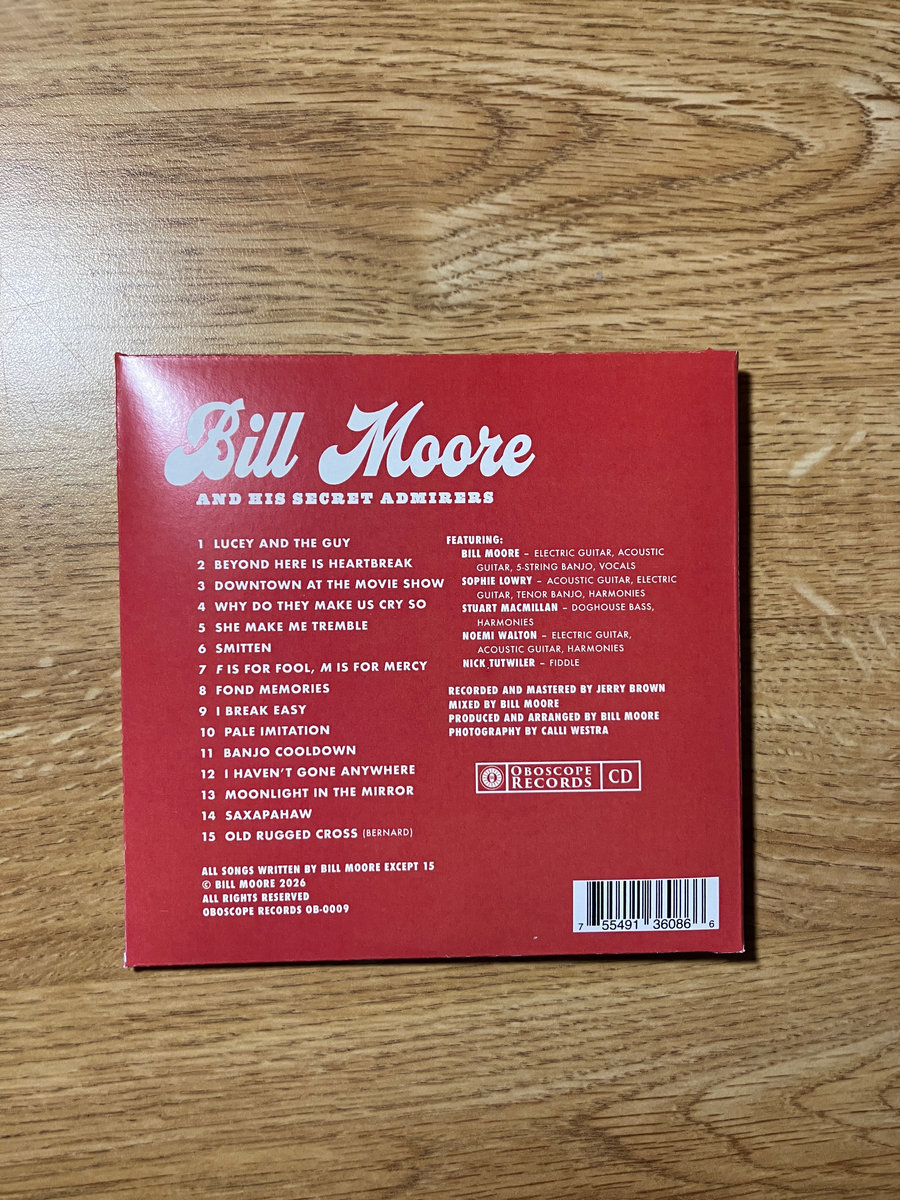 Bill Moore
AND HIS SECRET ADMIRERS
1 LUCEY AND THE GUY
2 BEYOND HERE IS HEARTBREAK
3 DOWNTOWN AT THE MOVIE SHOW
4 WHY DO THEY MAKE US CRY SO
5 SHE MAKE ME TREMBLE
6 SMITTEN
7 F IS FOR FOOL, M IS FOR MERCY
8 FOND MEMORIES
9 I BREAK EASY
10 PALE IMITATION
11 BANJO COOLDOWN
12 I HAVEN'T GONE ANYWHERE
13 MOONLIGHT IN THE MIRROR
14 SAXAPAHAW
15 OLD RUGGED CROSS (BERNARD)
ALL SONGS WRITTEN BY BILL MOORE EXCEPT 15
© BILL MOORE 2026
ALL RIGHTS RESERVED
OBOSCOPE RECORDS OB-0009
FEATURING:
BILL MOORE – ELECTRIC GUITAR, ACOUSTIC
GUITAR, 5-STRING BANJO, VOCALS
SOPHIE LOWRY – ACOUSTIC GUITAR, ELECTRIC
GUITAR, TENOR BANJO, HARMONIES
STUART MACMILLAN – DOGHOUSE BASS,
HARMONIES
NOEMI WALTON – ELECTRIC GUITAR,
ACOUSTIC GUITAR, HARMONIES
NICK TUTWILER – FIDDLE
RECORDED AND MASTERED BY JERRY BROWN
MIXED BY BILL MOORE
PRODUCED AND ARRANGED BY BILL MOORE
PHOTOGRAPHY BY CALLI WESTRA
OBOSCOPE
RECORDS
CD
7 55491 36086 6